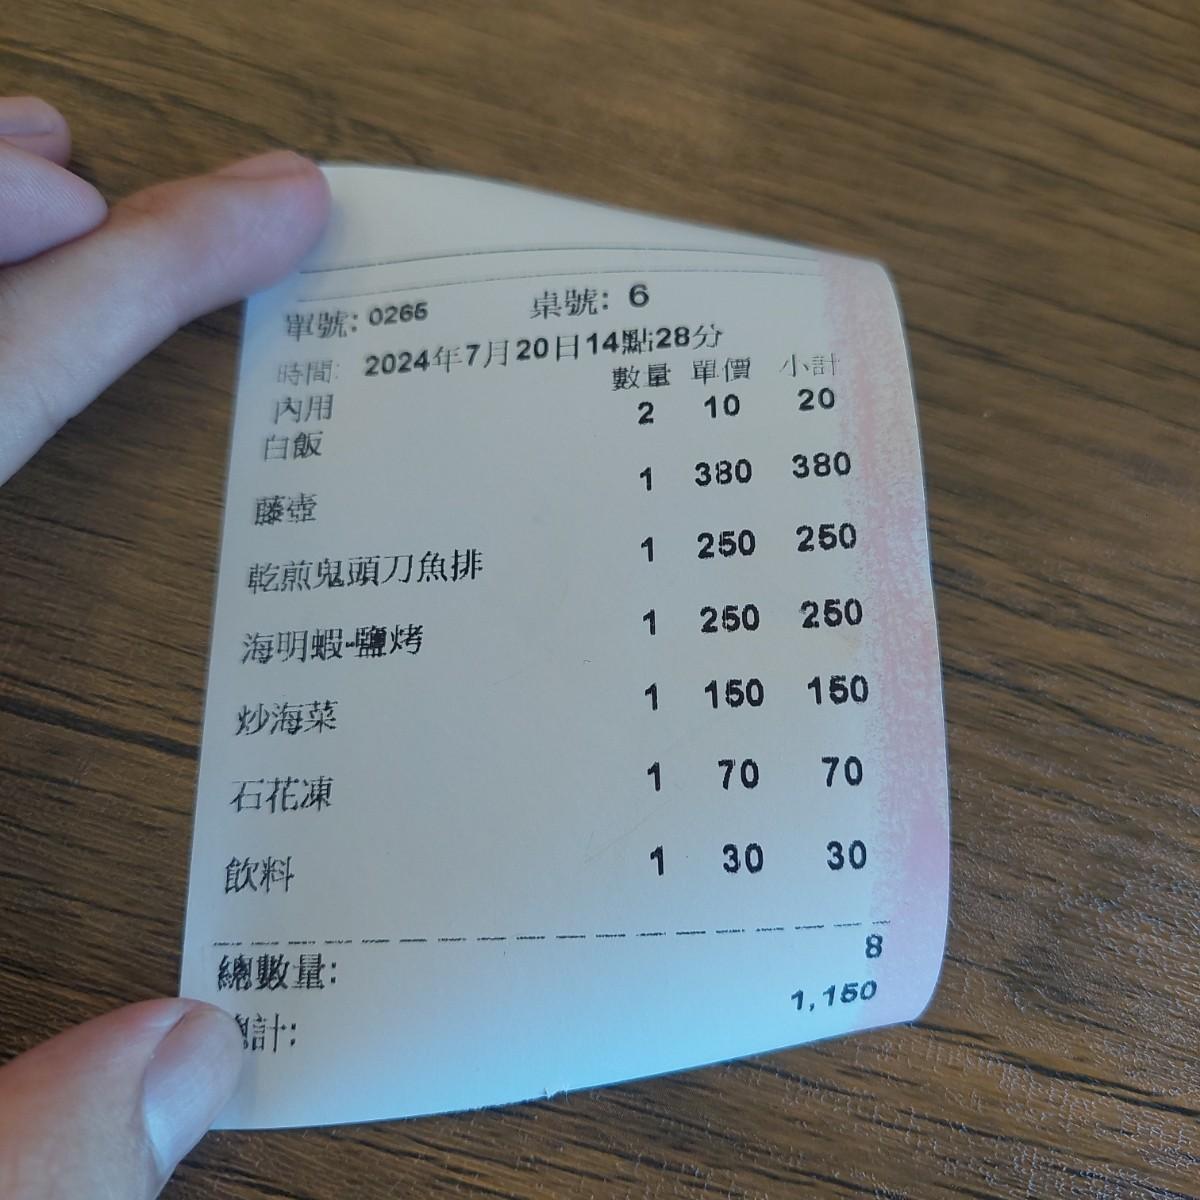 單號: 0265 桌號: 6
時間: 2024年7月20日14點28分
內用 數量 單價 小計
白飯 2 10 20
藤壺 1 380 380
乾煎鬼頭刀魚排 1 250 250
海明蝦-鹽烤 1 250 250
炒海菜 1 150 150
石花凍 1 70 70
飲料 1 30 30
總數量: 8
總計: 1,150